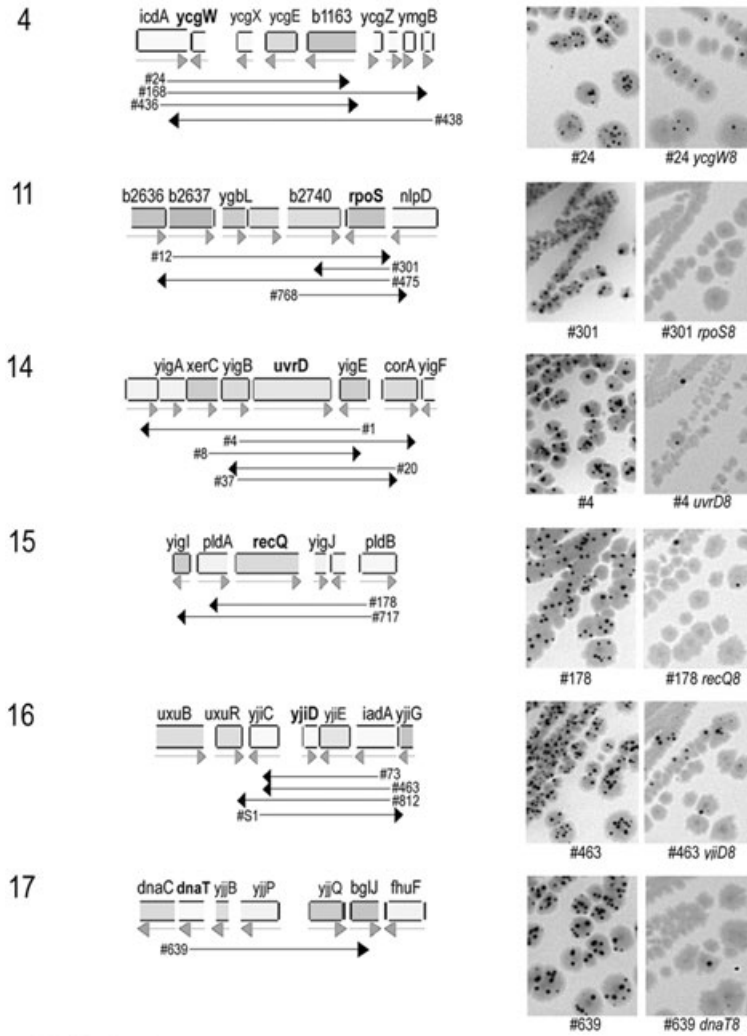 4
icdA ycgW ycgX ycgE b1163 ycgZ ymgB
#24
#168
#436
#438
#24 #24 ycgW8
11
b2636 b2637 ygbL b2740 rpoS nlpD
#12
#301
#475
#768
#301 #301 rpoS8
14
yigA xerC yigB uvrD yigE corA yigF
#1
#4
#8
#20
#37
#4 #4 uvrD8
15
yigI pldA recQ yigJ pldB
#178
#717
#178 #178 recQ8
16
uxuB uxuR yjiC yjiD yjiE iadA yjiG
#73
#463
#812
#S1
#463 #463 yjiD8
17
dnaC dnaT yjjB yjjP yjjQ bglJ fhuF
#639
#639 #639 dnaT8